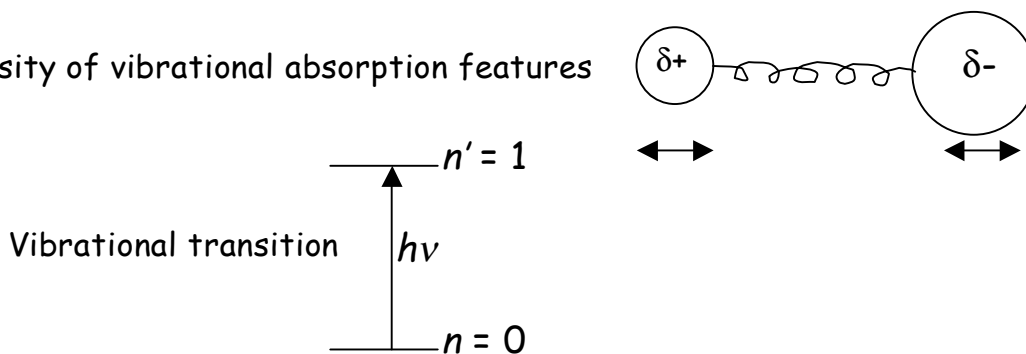 sity of vibrational absorption features
δ+
δ-
n′ = 1
Vibrational transition
hν
n = 0